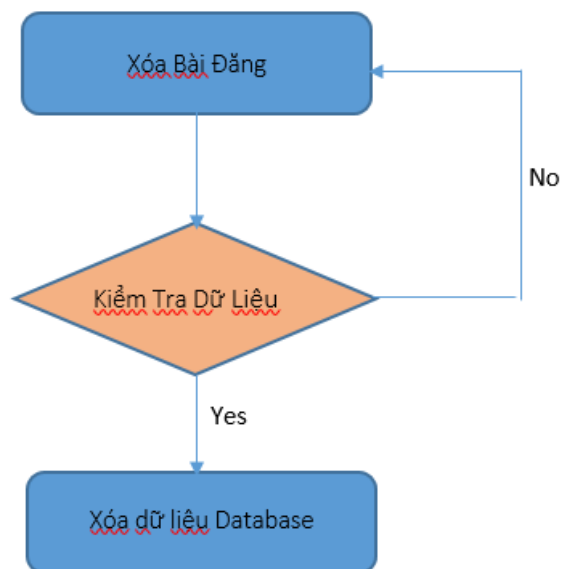 Xóa Bài Đăng
No
Kiểm Tra Dữ Liệu
Yes
Xóa dữ liệu Database